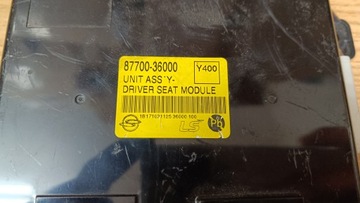 87700-36000
Y400
UNIT ASS'Y-
DRIVER SEAT MODULE
LS